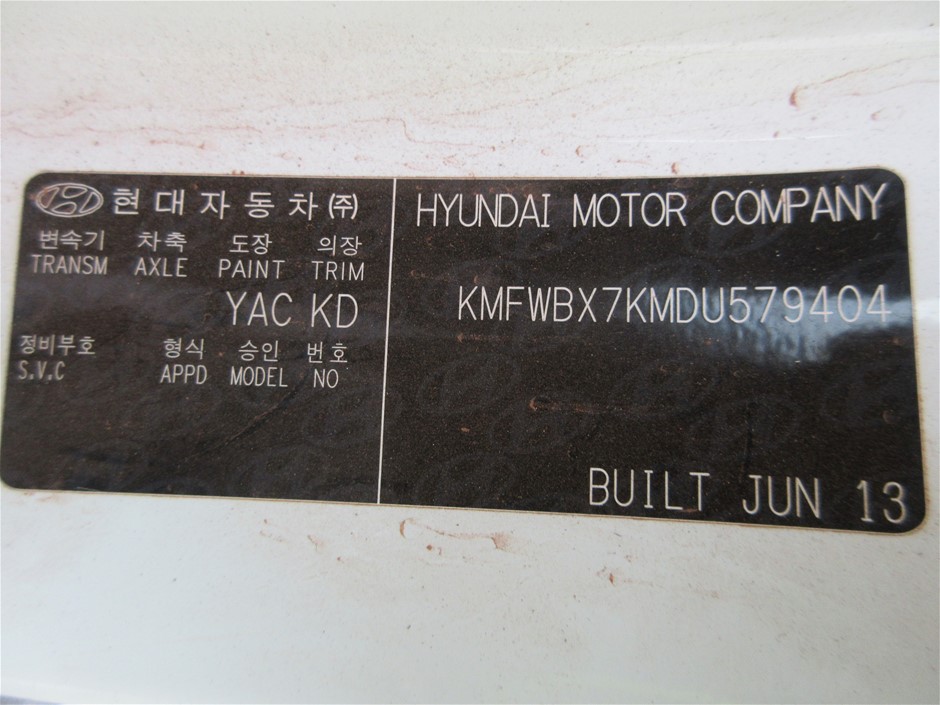 현대자동차㈜
변속기 차축 도장 의장
TRANSM AXLE PAINT TRIM
YAC KD
정비부호 형식 승인 번호
S.V.C APPD MODEL NO
HYUNDAI MOTOR COMPANY
KMFWBX7KMDU579404
BUILT JUN 13